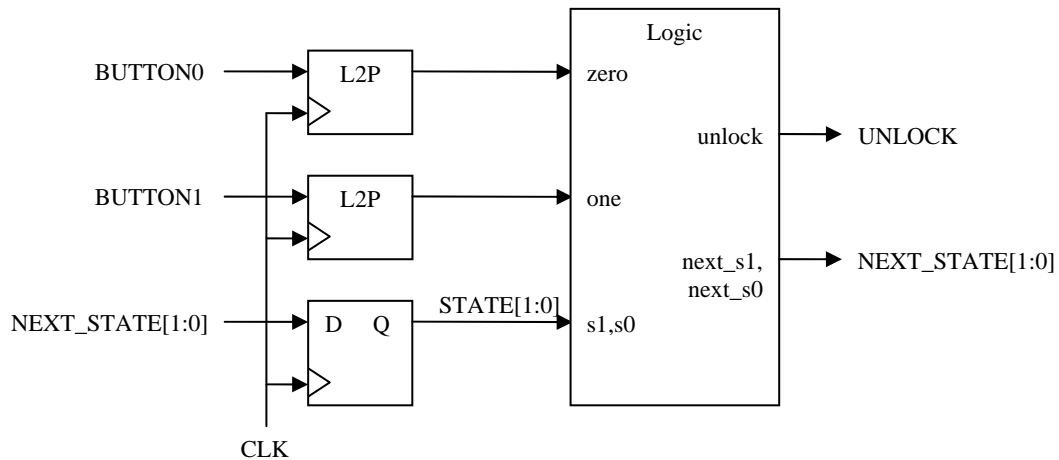 Logic
BUTTON0
L2P
zero
unlock
UNLOCK
BUTTON1
L2P
one
next_s1,
next_s0
NEXT_STATE[1:0]
NEXT_STATE[1:0]
D Q
STATE[1:0]
s1,s0
CLK